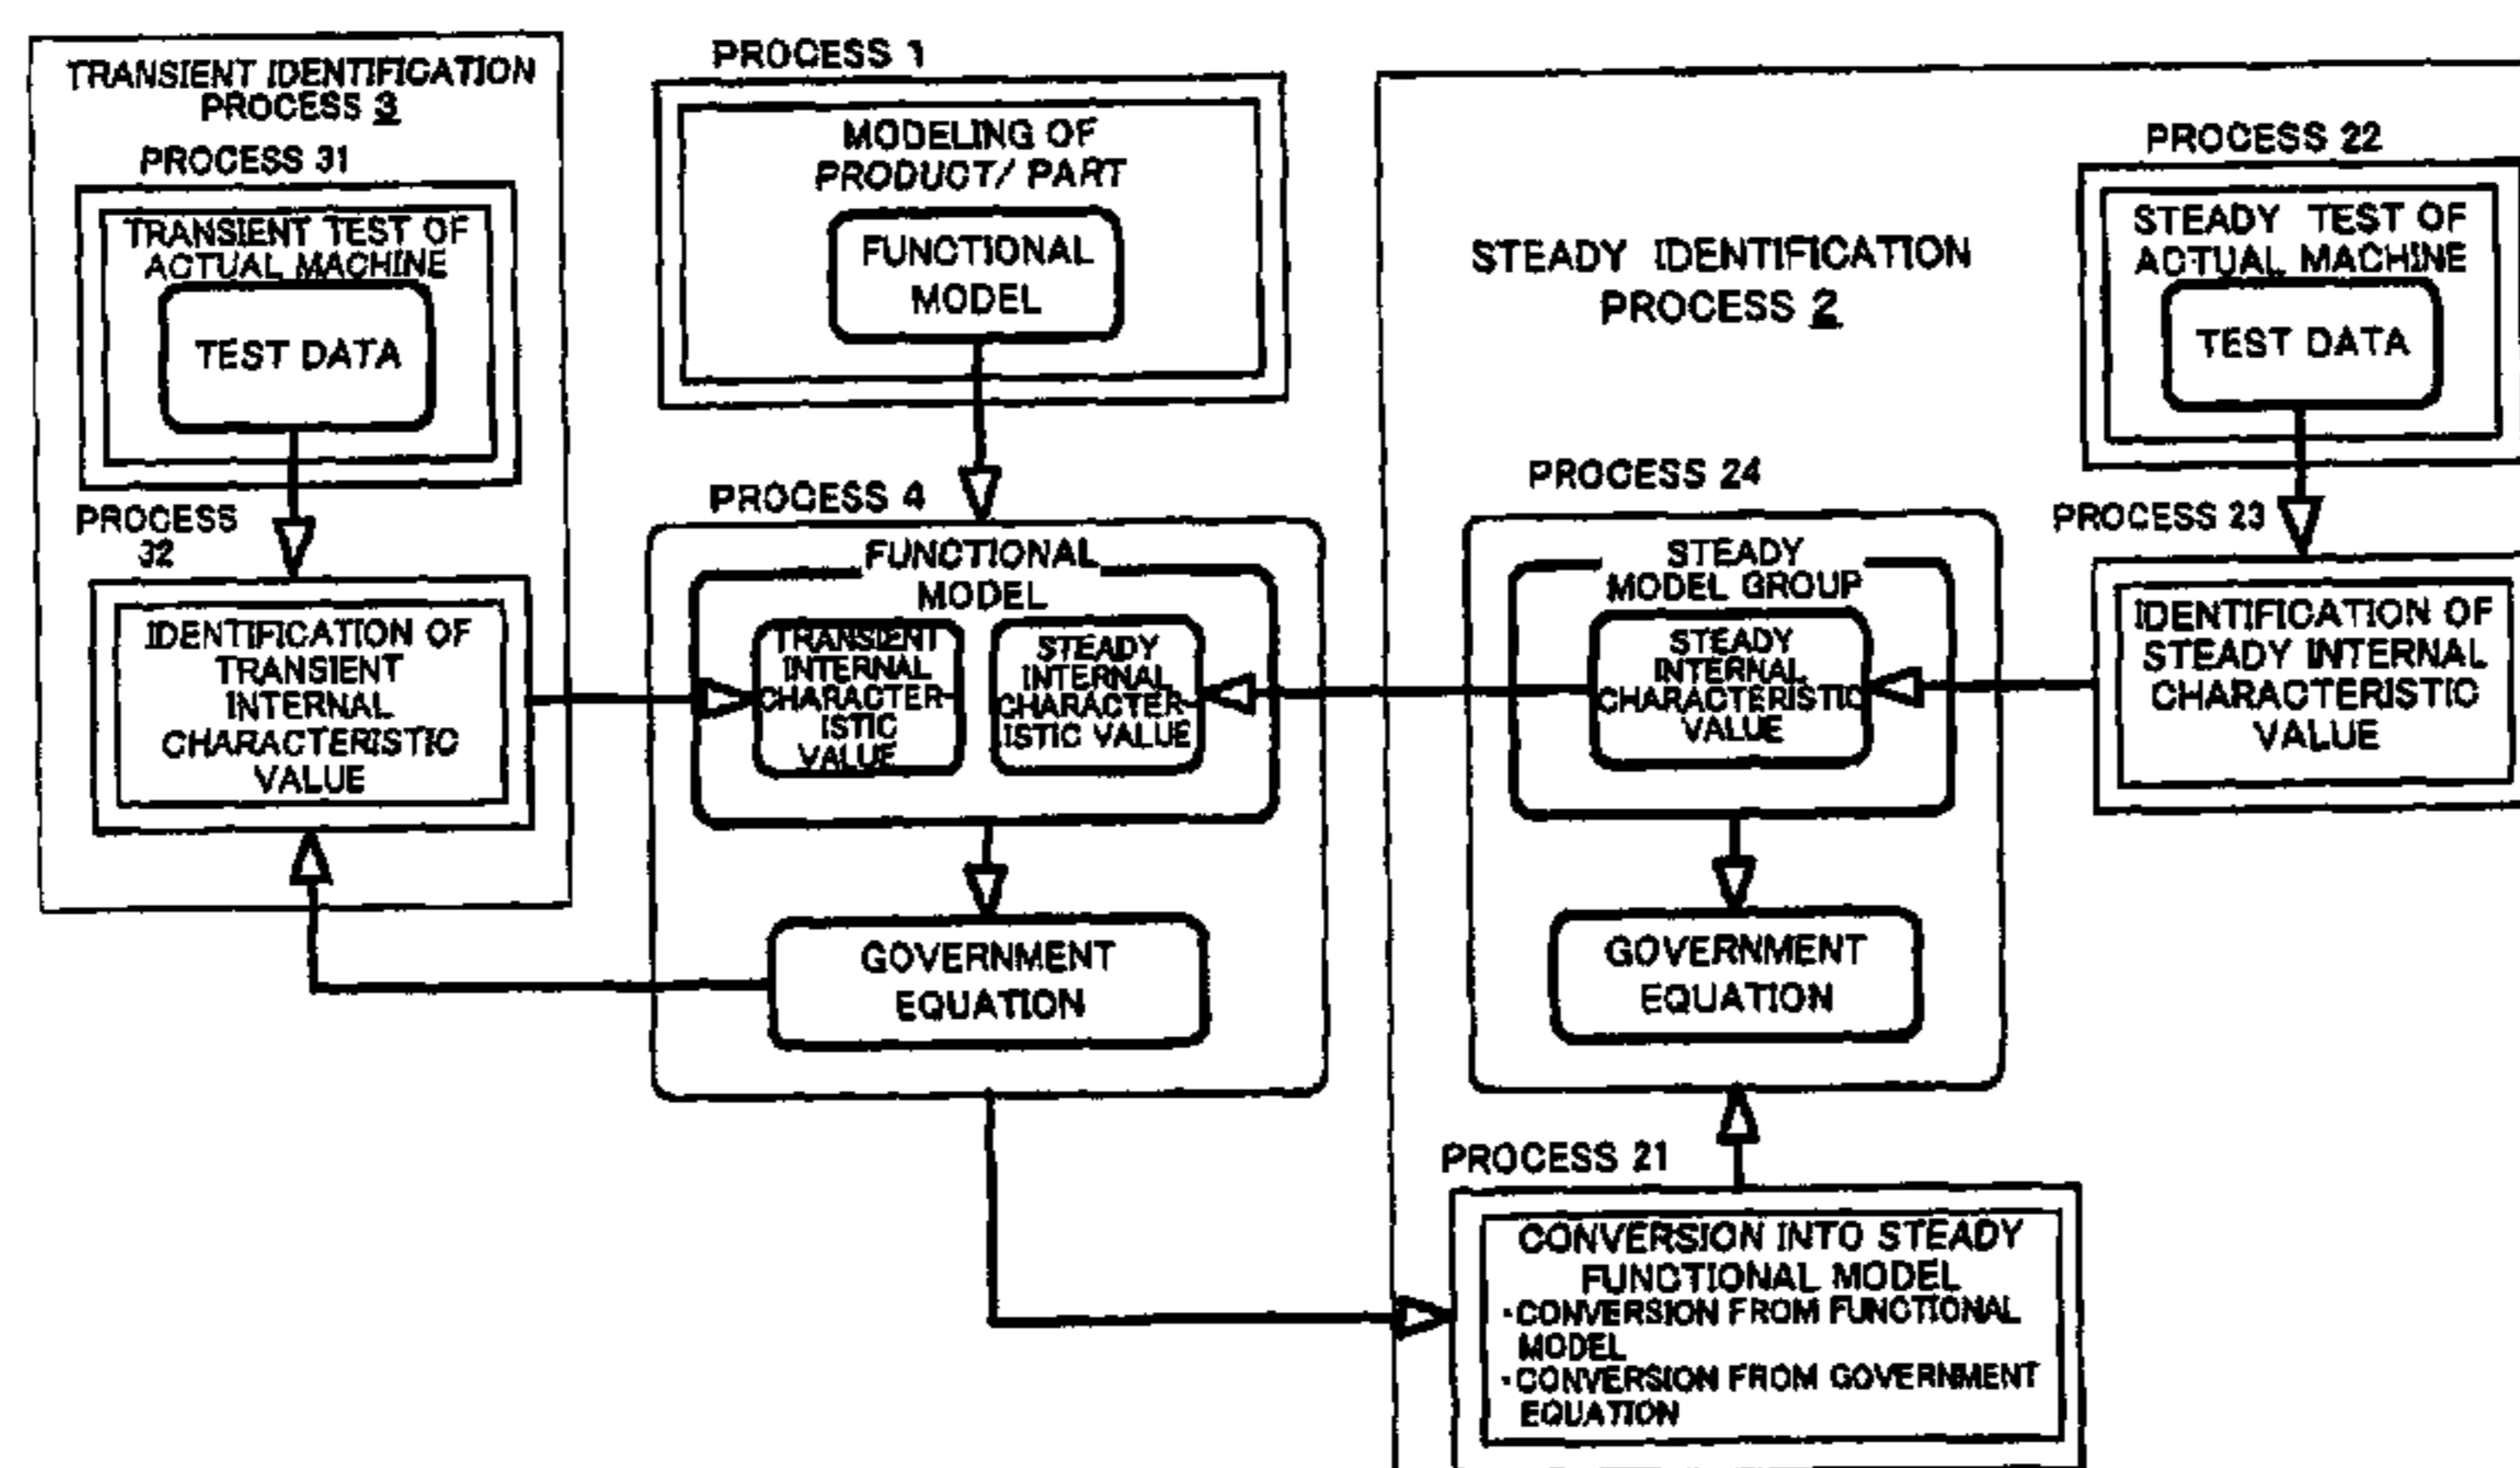 TRANSIENT IDENTIFICATION
PROCESS 3
PROCESS 31
TRANSIENT TEST OF
ACTUAL MACHINE
TEST DATA
PROCESS
32
IDENTIFICATION OF
TRANSIENT
INTERNAL
CHARACTERISTIC
VALUE
PROCESS 1
MODELING OF
PRODUCT/ PART
FUNCTIONAL
MODEL
PROCESS 4
FUNCTIONAL
MODEL
TRANSIENT
INTERNAL
CHARACTER-
ISTIC
VALUE
STEADY
INTERNAL
CHARACTER-
ISTIC VALUE
GOVERNMENT
EQUATION
STEADY IDENTIFICATION
PROCESS 2
PROCESS 22
STEADY TEST OF
ACTUAL MACHINE
TEST DATA
PROCESS 23
IDENTIFICATION OF
STEADY INTERNAL
CHARACTERISTIC
VALUE
PROCESS 24
STEADY
MODEL GROUP
STEADY
INTERNAL
CHARACTERISTIC
VALUE
GOVERNMENT
EQUATION
PROCESS 21
CONVERSION INTO STEADY
FUNCTIONAL MODEL
·CONVERSION FROM FUNCTIONAL
MODEL
·CONVERSION FROM GOVERNMENT
EQUATION